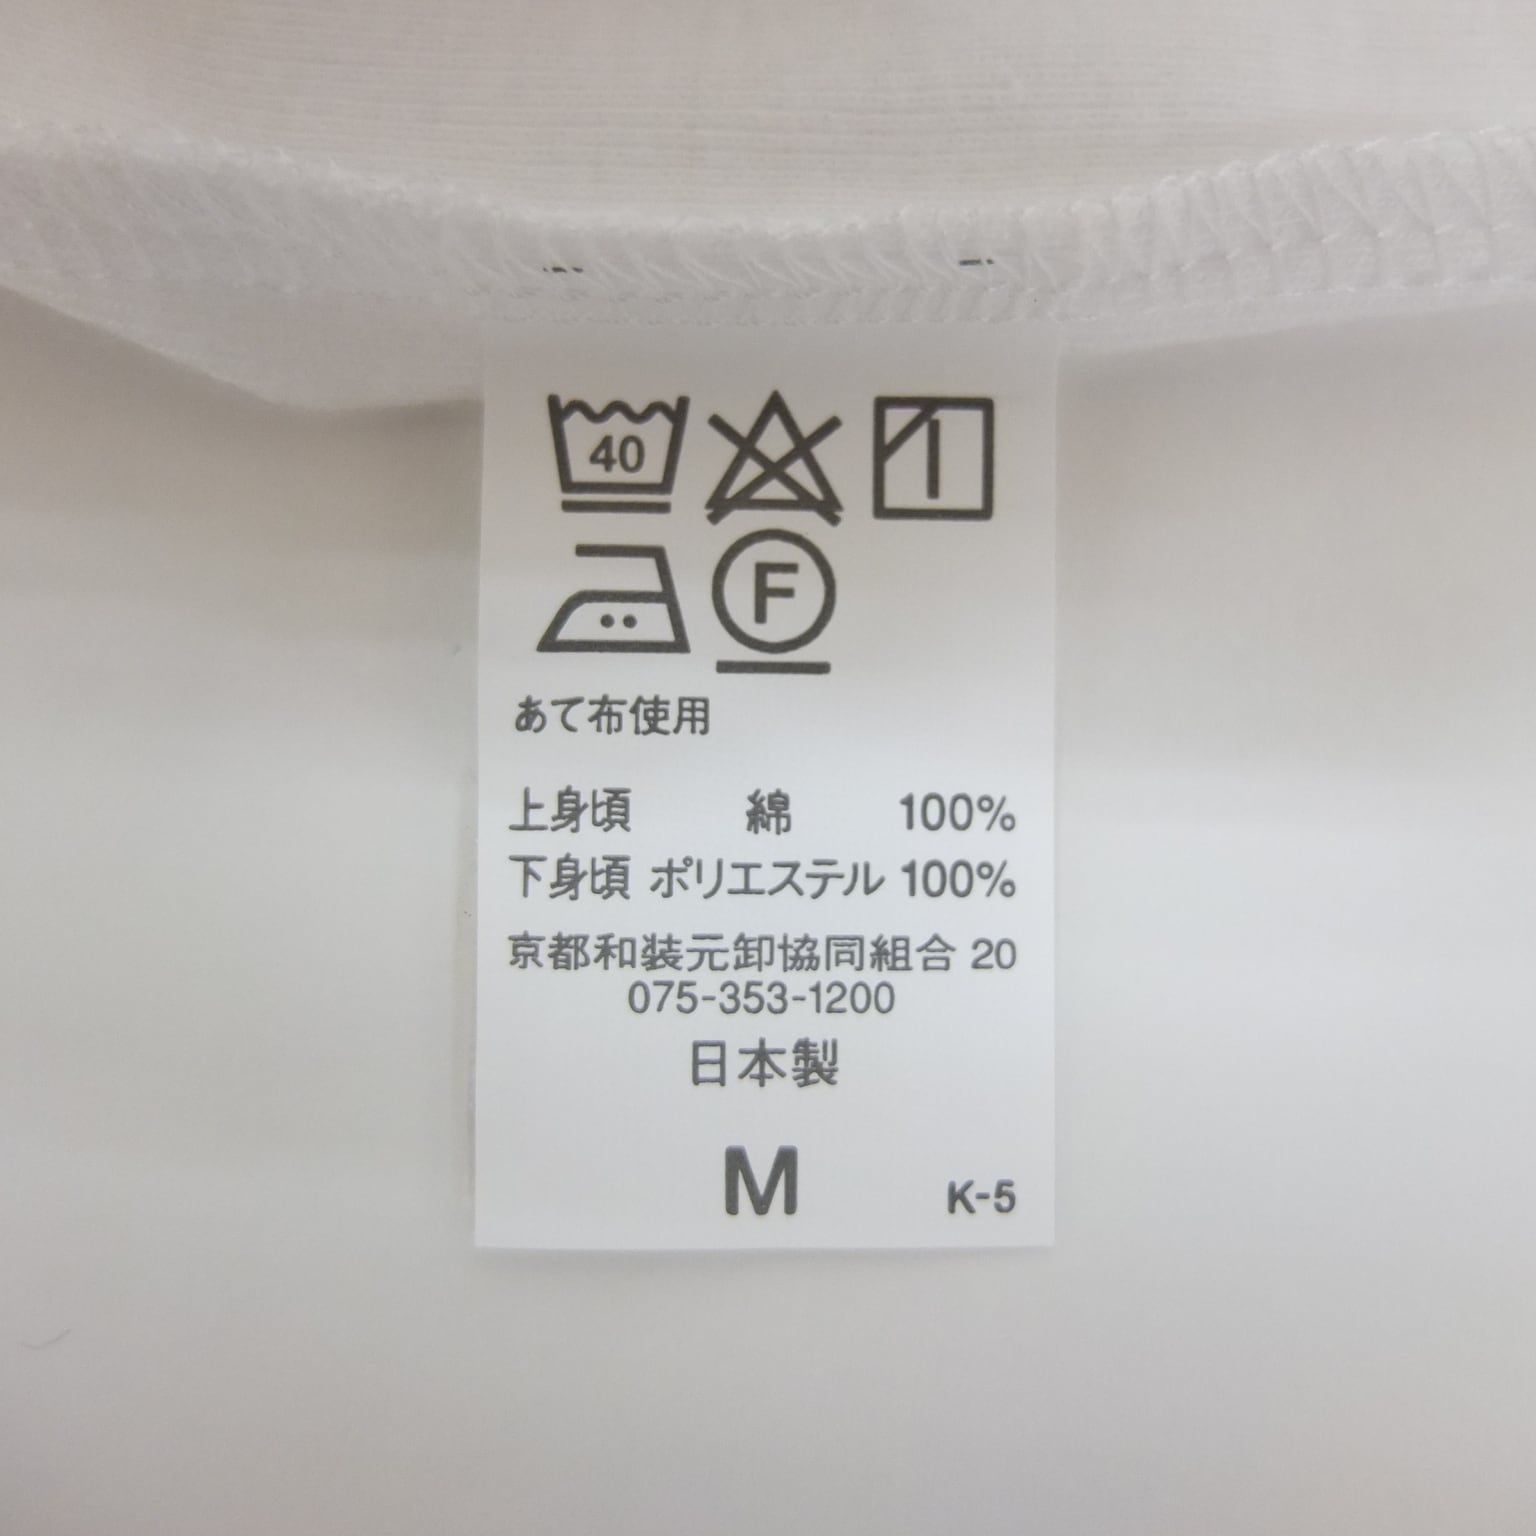 40
F
あて布使用
上身頃 綿 100%
下身頃 ポリエステル 100%
京都和装元卸協同組合 20
075-353-1200
日本製
M K-5